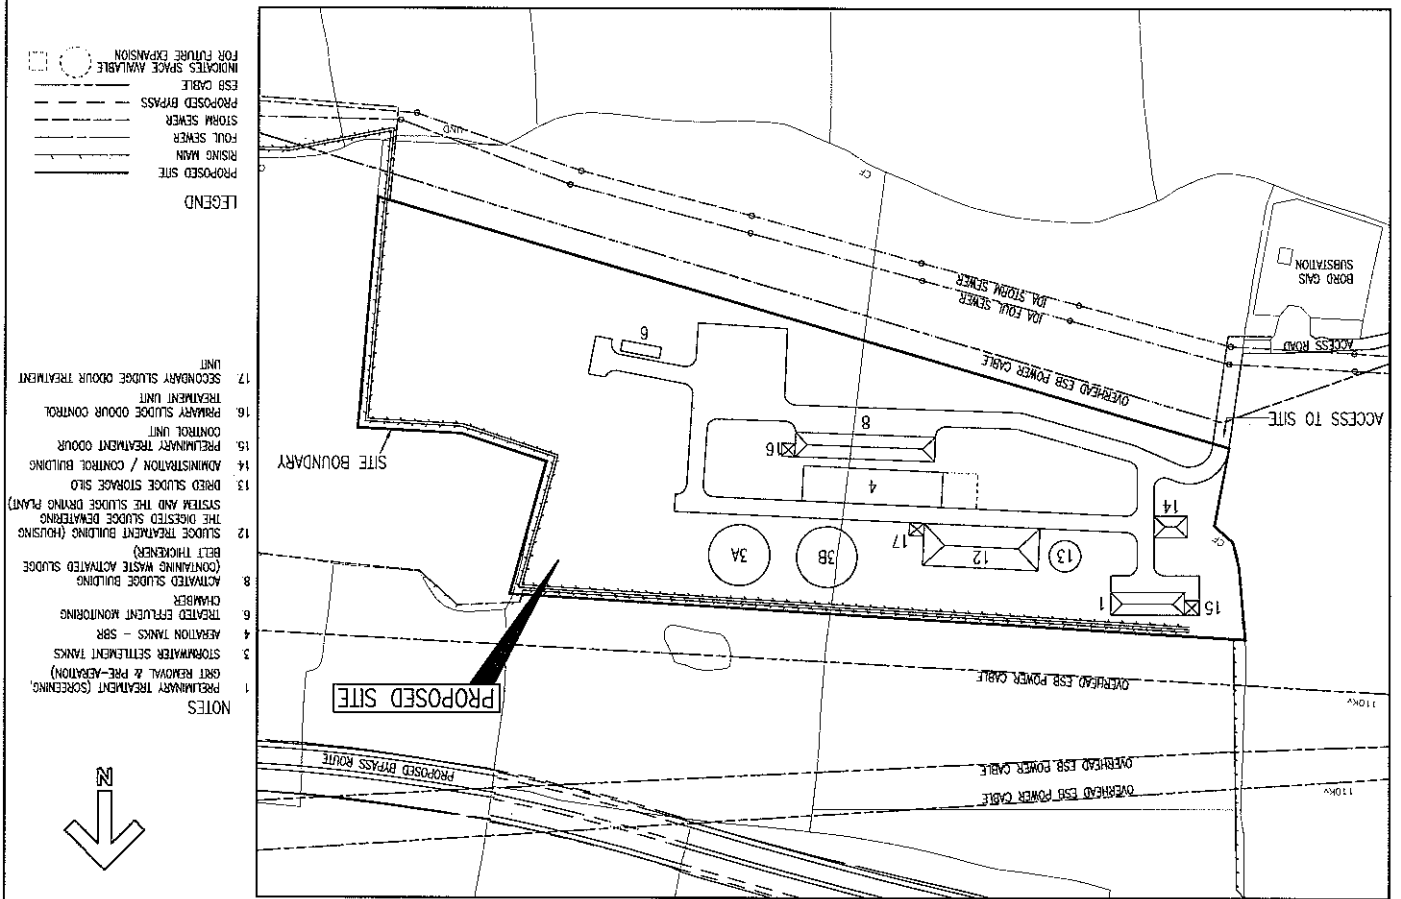 N
NOTES
1 PRELIMINARY TREATMENT (SCREENING,
GRIT REMOVAL & PRE-AERATION)
3 STORMWATER SETTLEMENT TANKS
4 AERATION TANKS - SBR
6 TREATED EFFLUENT MONITORING
CHAMBER
8 ACTIVATED SLUDGE BUILDING
(CONTAINING WASTE ACTIVATED SLUDGE
BELT THICKENER)
12 SLUDGE TREATMENT BUILDING (HOUSING
THE DIGESTED SLUDGE DEWATERING
SYSTEM AND THE SLUDGE DRYING PLANT)
13 DRIED SLUDGE STORAGE SILO
14 ADMINISTRATION / CONTROL BUILDING
15. PRELIMINARY TREATMENT ODOUR
CONTROL UNIT
16. PRIMARY SLUDGE ODOUR CONTROL
TREATMENT UNIT
17. SECONDARY SLUDGE ODOUR TREATMENT
UNIT
LEGEND
PROPOSED SITE
RISING MAIN
FOUL SEWER
STORM SEWER
PROPOSED BYPASS
ESB CABLE
INDICATES SPACE AVAILABLE
FOR FUTURE EXPANSION
110Kv
OVERHEAD ESB POWER CABLE
OVERHEAD ESB POWER CABLE
PROPOSED BYPASS ROUTE
110Kv
OVERHEAD ESB POWER CABLE
PROPOSED SITE
15
1
13
12
17
3B
3A
CF
14
4
16
8
SITE BOUNDARY
ACCESS TO SITE
OVERHEAD ESB POWER CABLE
6
ACCESS ROAD
IDA FOUL SEWER
IDA STORM SEWER
BORD GAIS
SUBSTATION
CF
UND